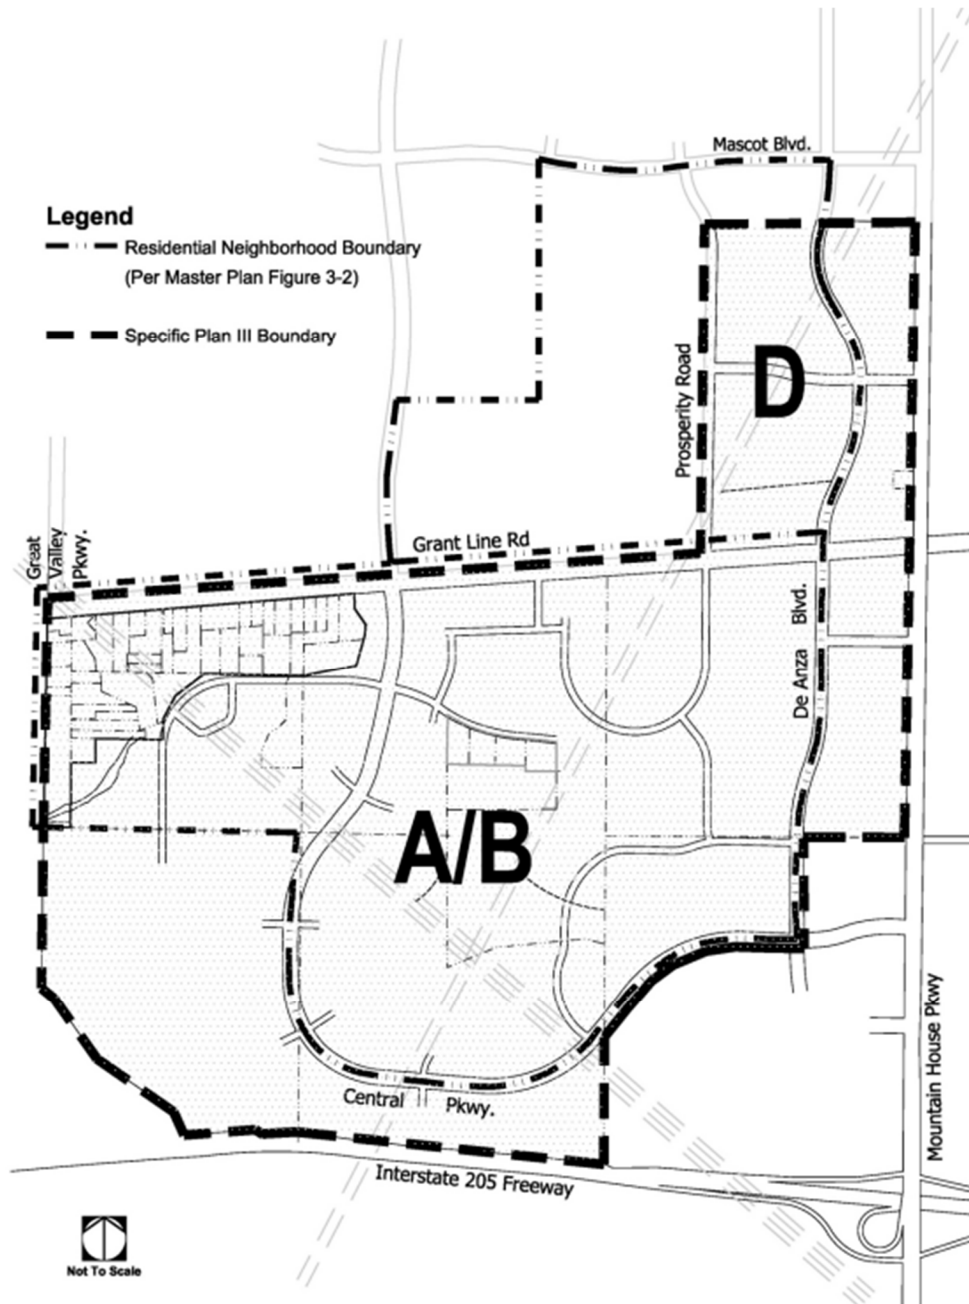 Mascot Blvd.
Legend
Residential Neighborhood Boundary
(Per Master Plan Figure 3-2)
Specific Plan III Boundary
Prosperity Road
D
Great
Valley
Pkwy.
Grant Line Rd
De Anza Blvd.
A/B
Central Pkwy.
Mountain House Pkwy
Interstate 205 Freeway
Not To Scale